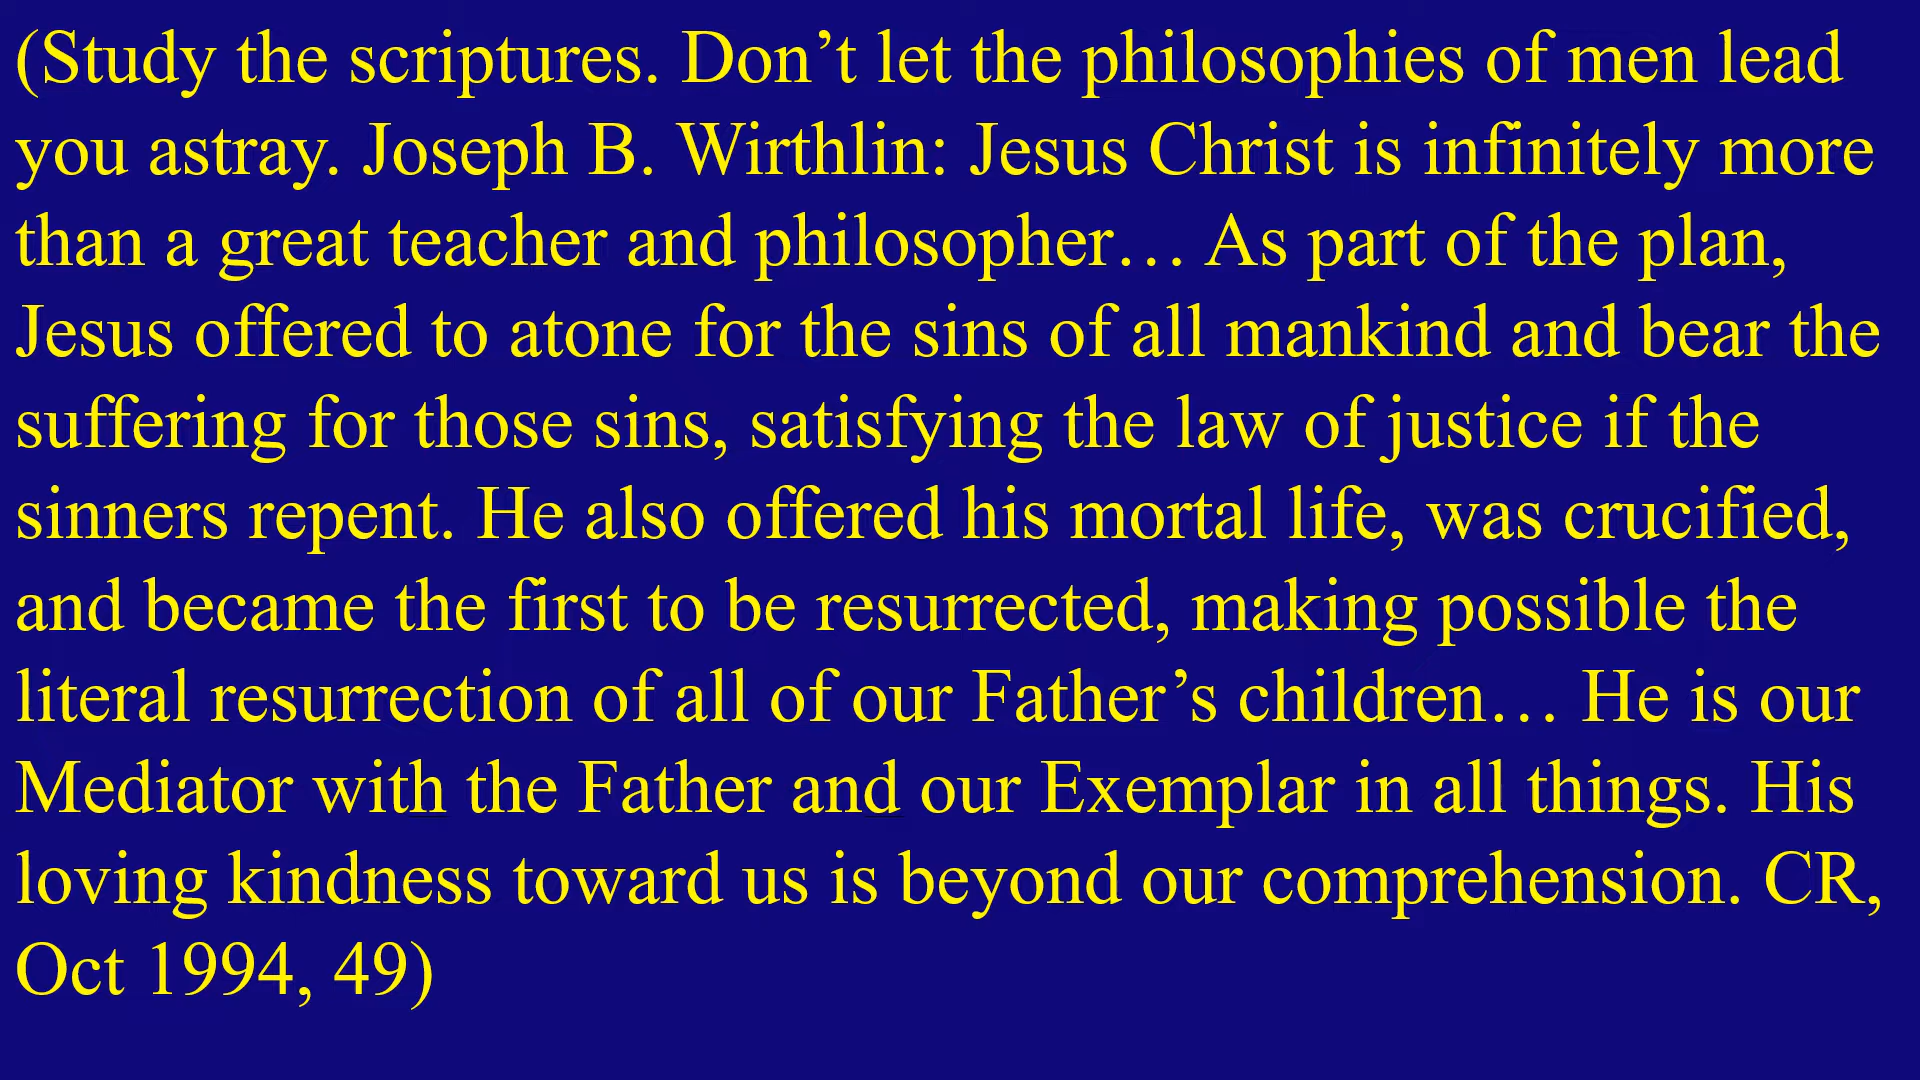 (Study the scriptures. Don’t let the philosophies of men lead
you astray. Joseph B. Wirthlin: Jesus Christ is infinitely more
than a great teacher and philosopher… As part of the plan,
Jesus offered to atone for the sins of all mankind and bear the
suffering for those sins, satisfying the law of justice if the
sinners repent. He also offered his mortal life, was crucified,
and became the first to be resurrected, making possible the
literal resurrection of all of our Father’s children… He is our
Mediator with the Father and our Exemplar in all things. His
loving kindness toward us is beyond our comprehension. CR,
Oct 1994, 49)